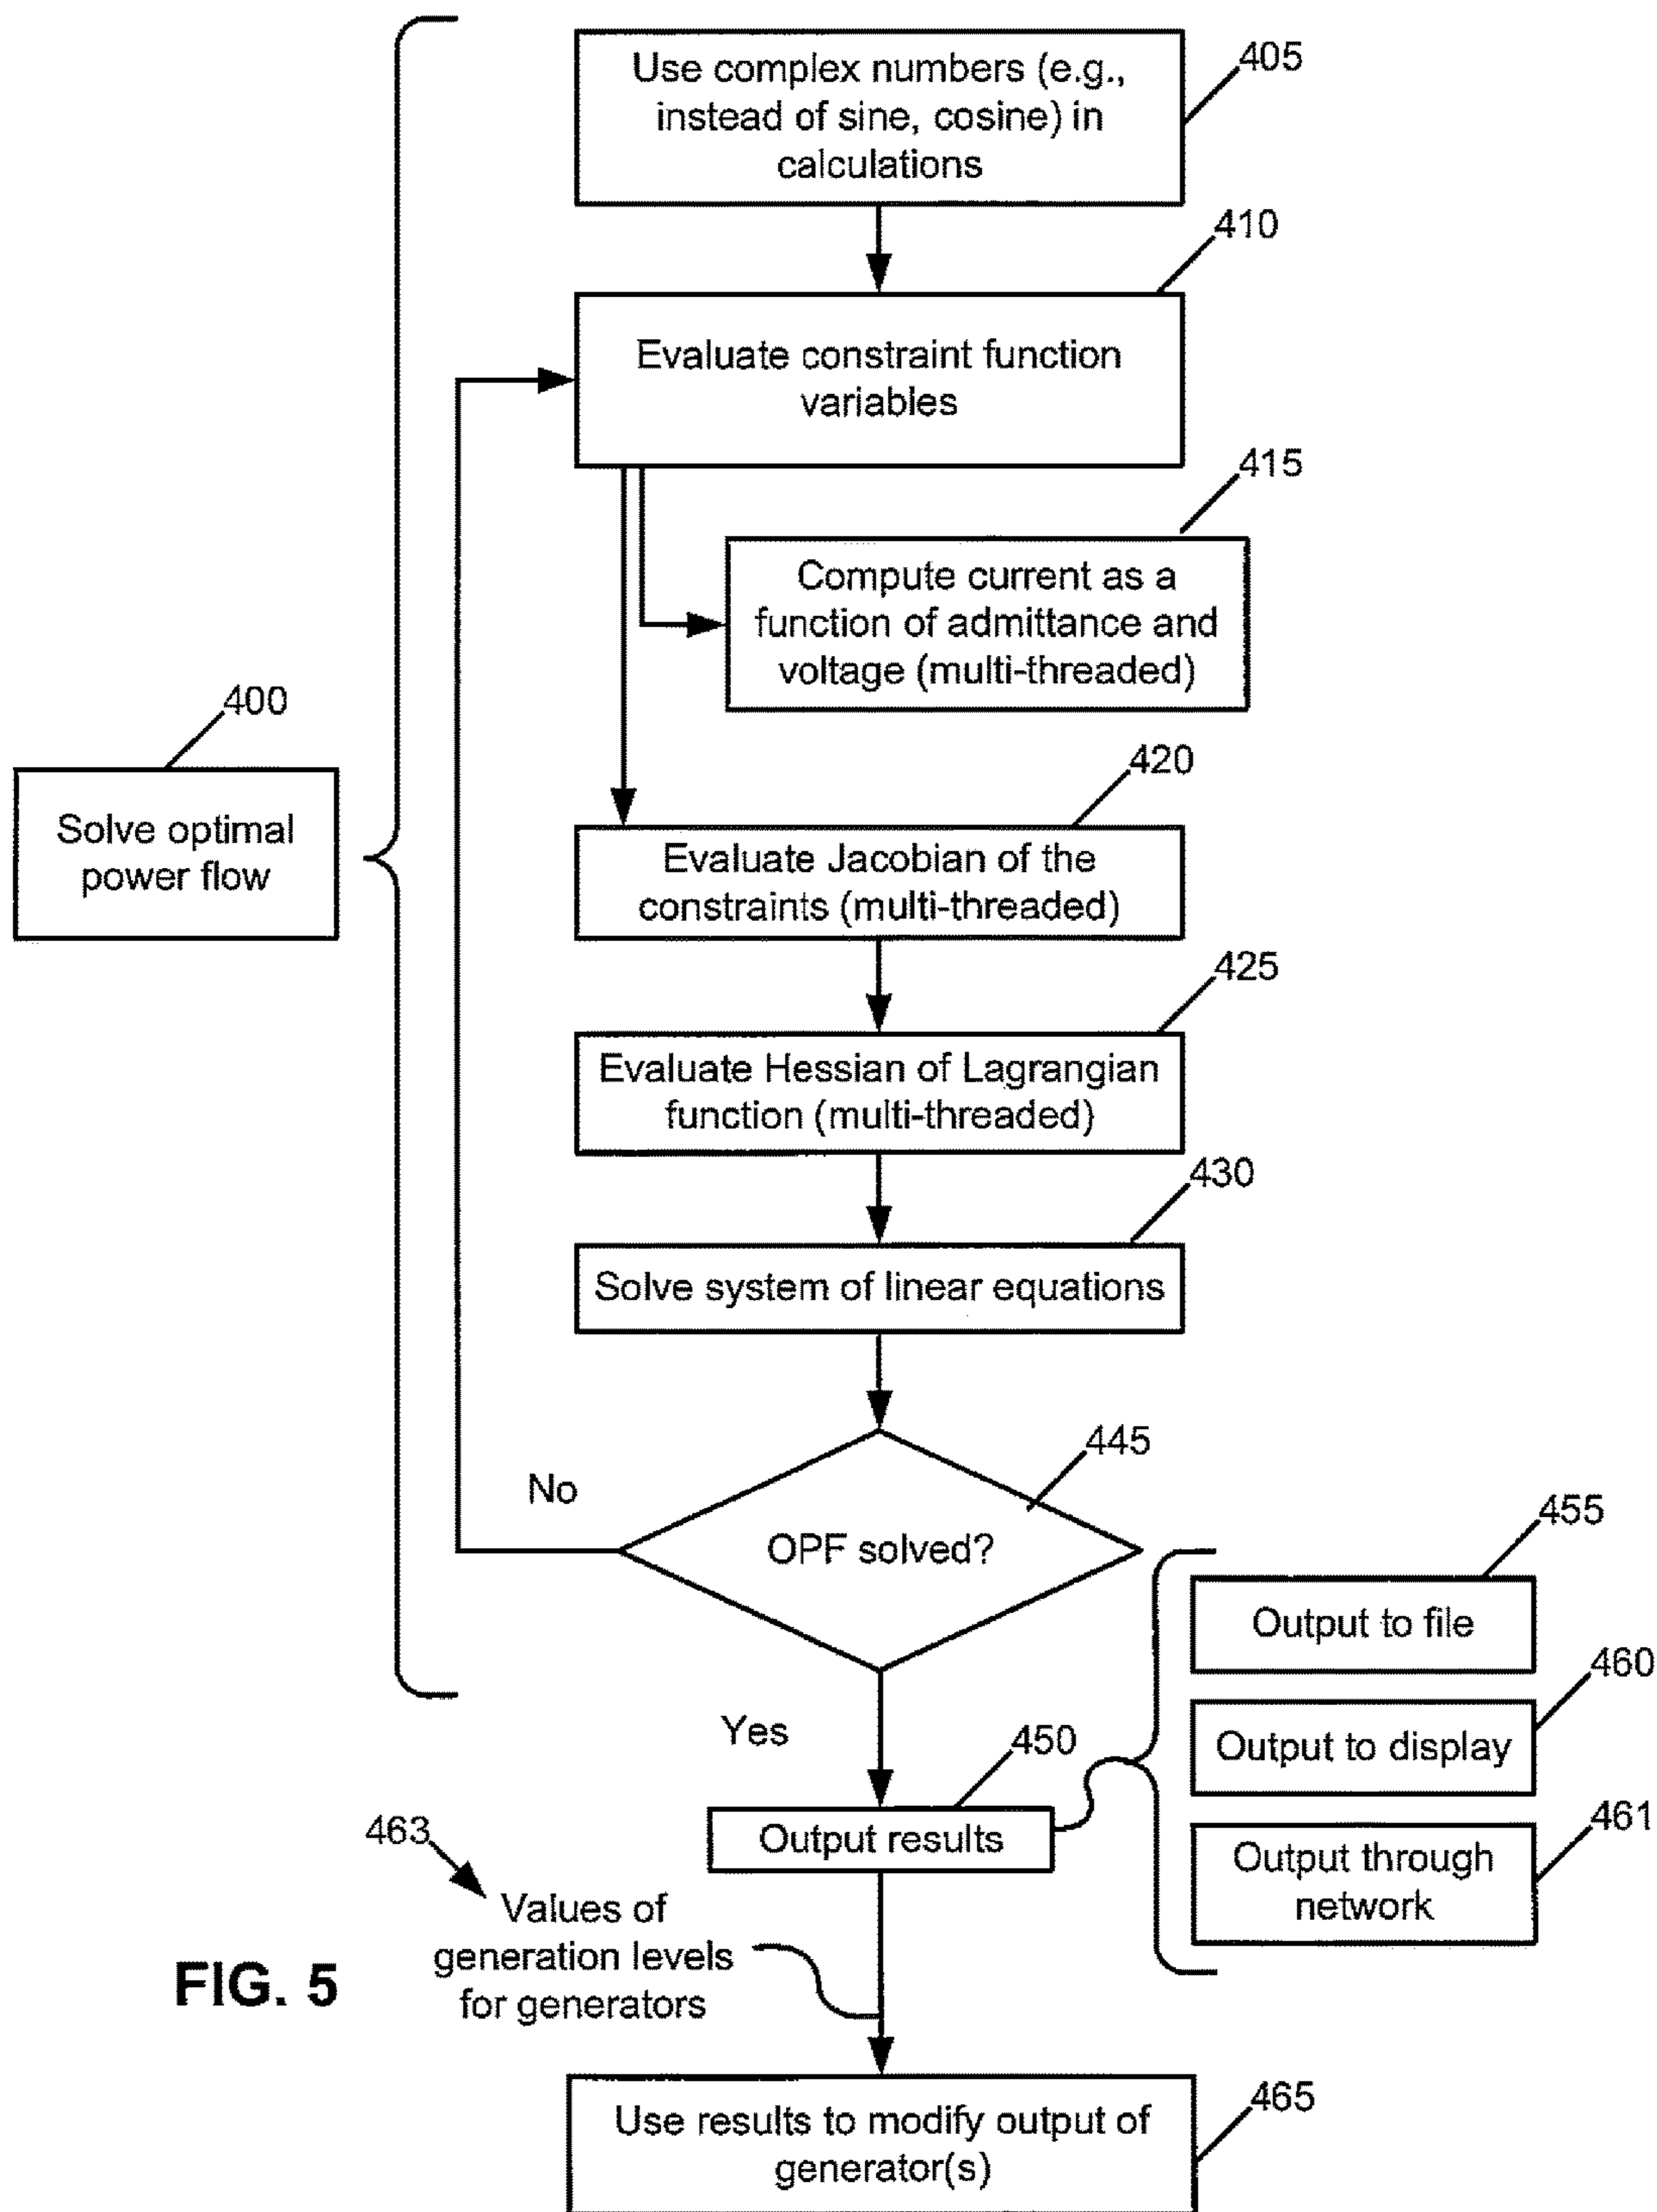 405
Use complex numbers (e.g.,
instead of sine, cosine) in
calculations
410
Evaluate constraint function
variables
415
Compute current as a
function of admittance and
voltage (multi-threaded)
400
Solve optimal
power flow
420
Evaluate Jacobian of the
constraints (multi-threaded)
425
Evaluate Hessian of Lagrangian
function (multi-threaded)
430
Solve system of linear equations
445
No
OPF solved?
455
Output to file
460
Output to display
461
Output through
network
Yes
450
Output results
463
Values of
generation levels
for generators
FIG. 5
465
Use results to modify output of
generator(s)